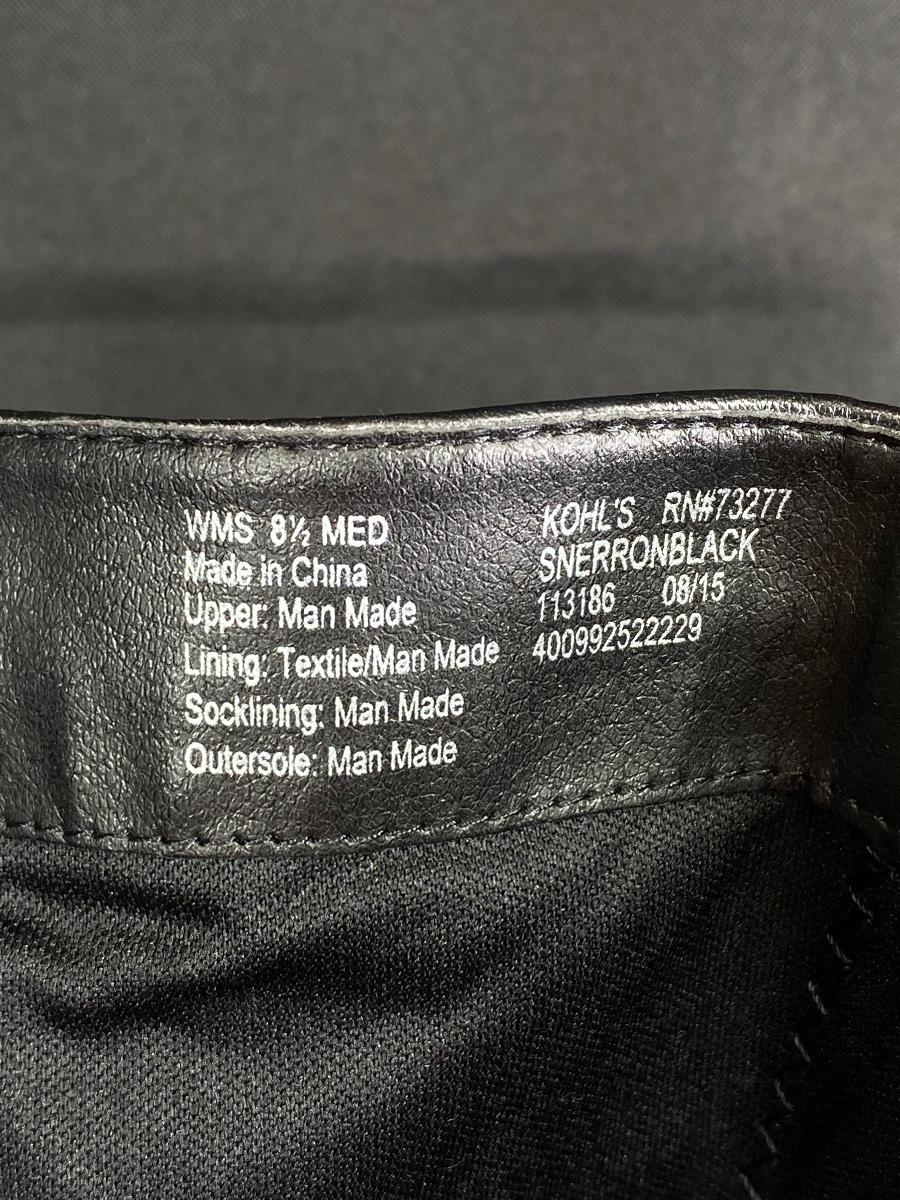 WMS 8½ MED
Made in China
Upper: Man Made
Lining: Textile/Man Made
Socklining: Man Made
Outersole: Man Made
KOHL'S RN#73277
SNERRONBLACK
113186 08/15
400992522229